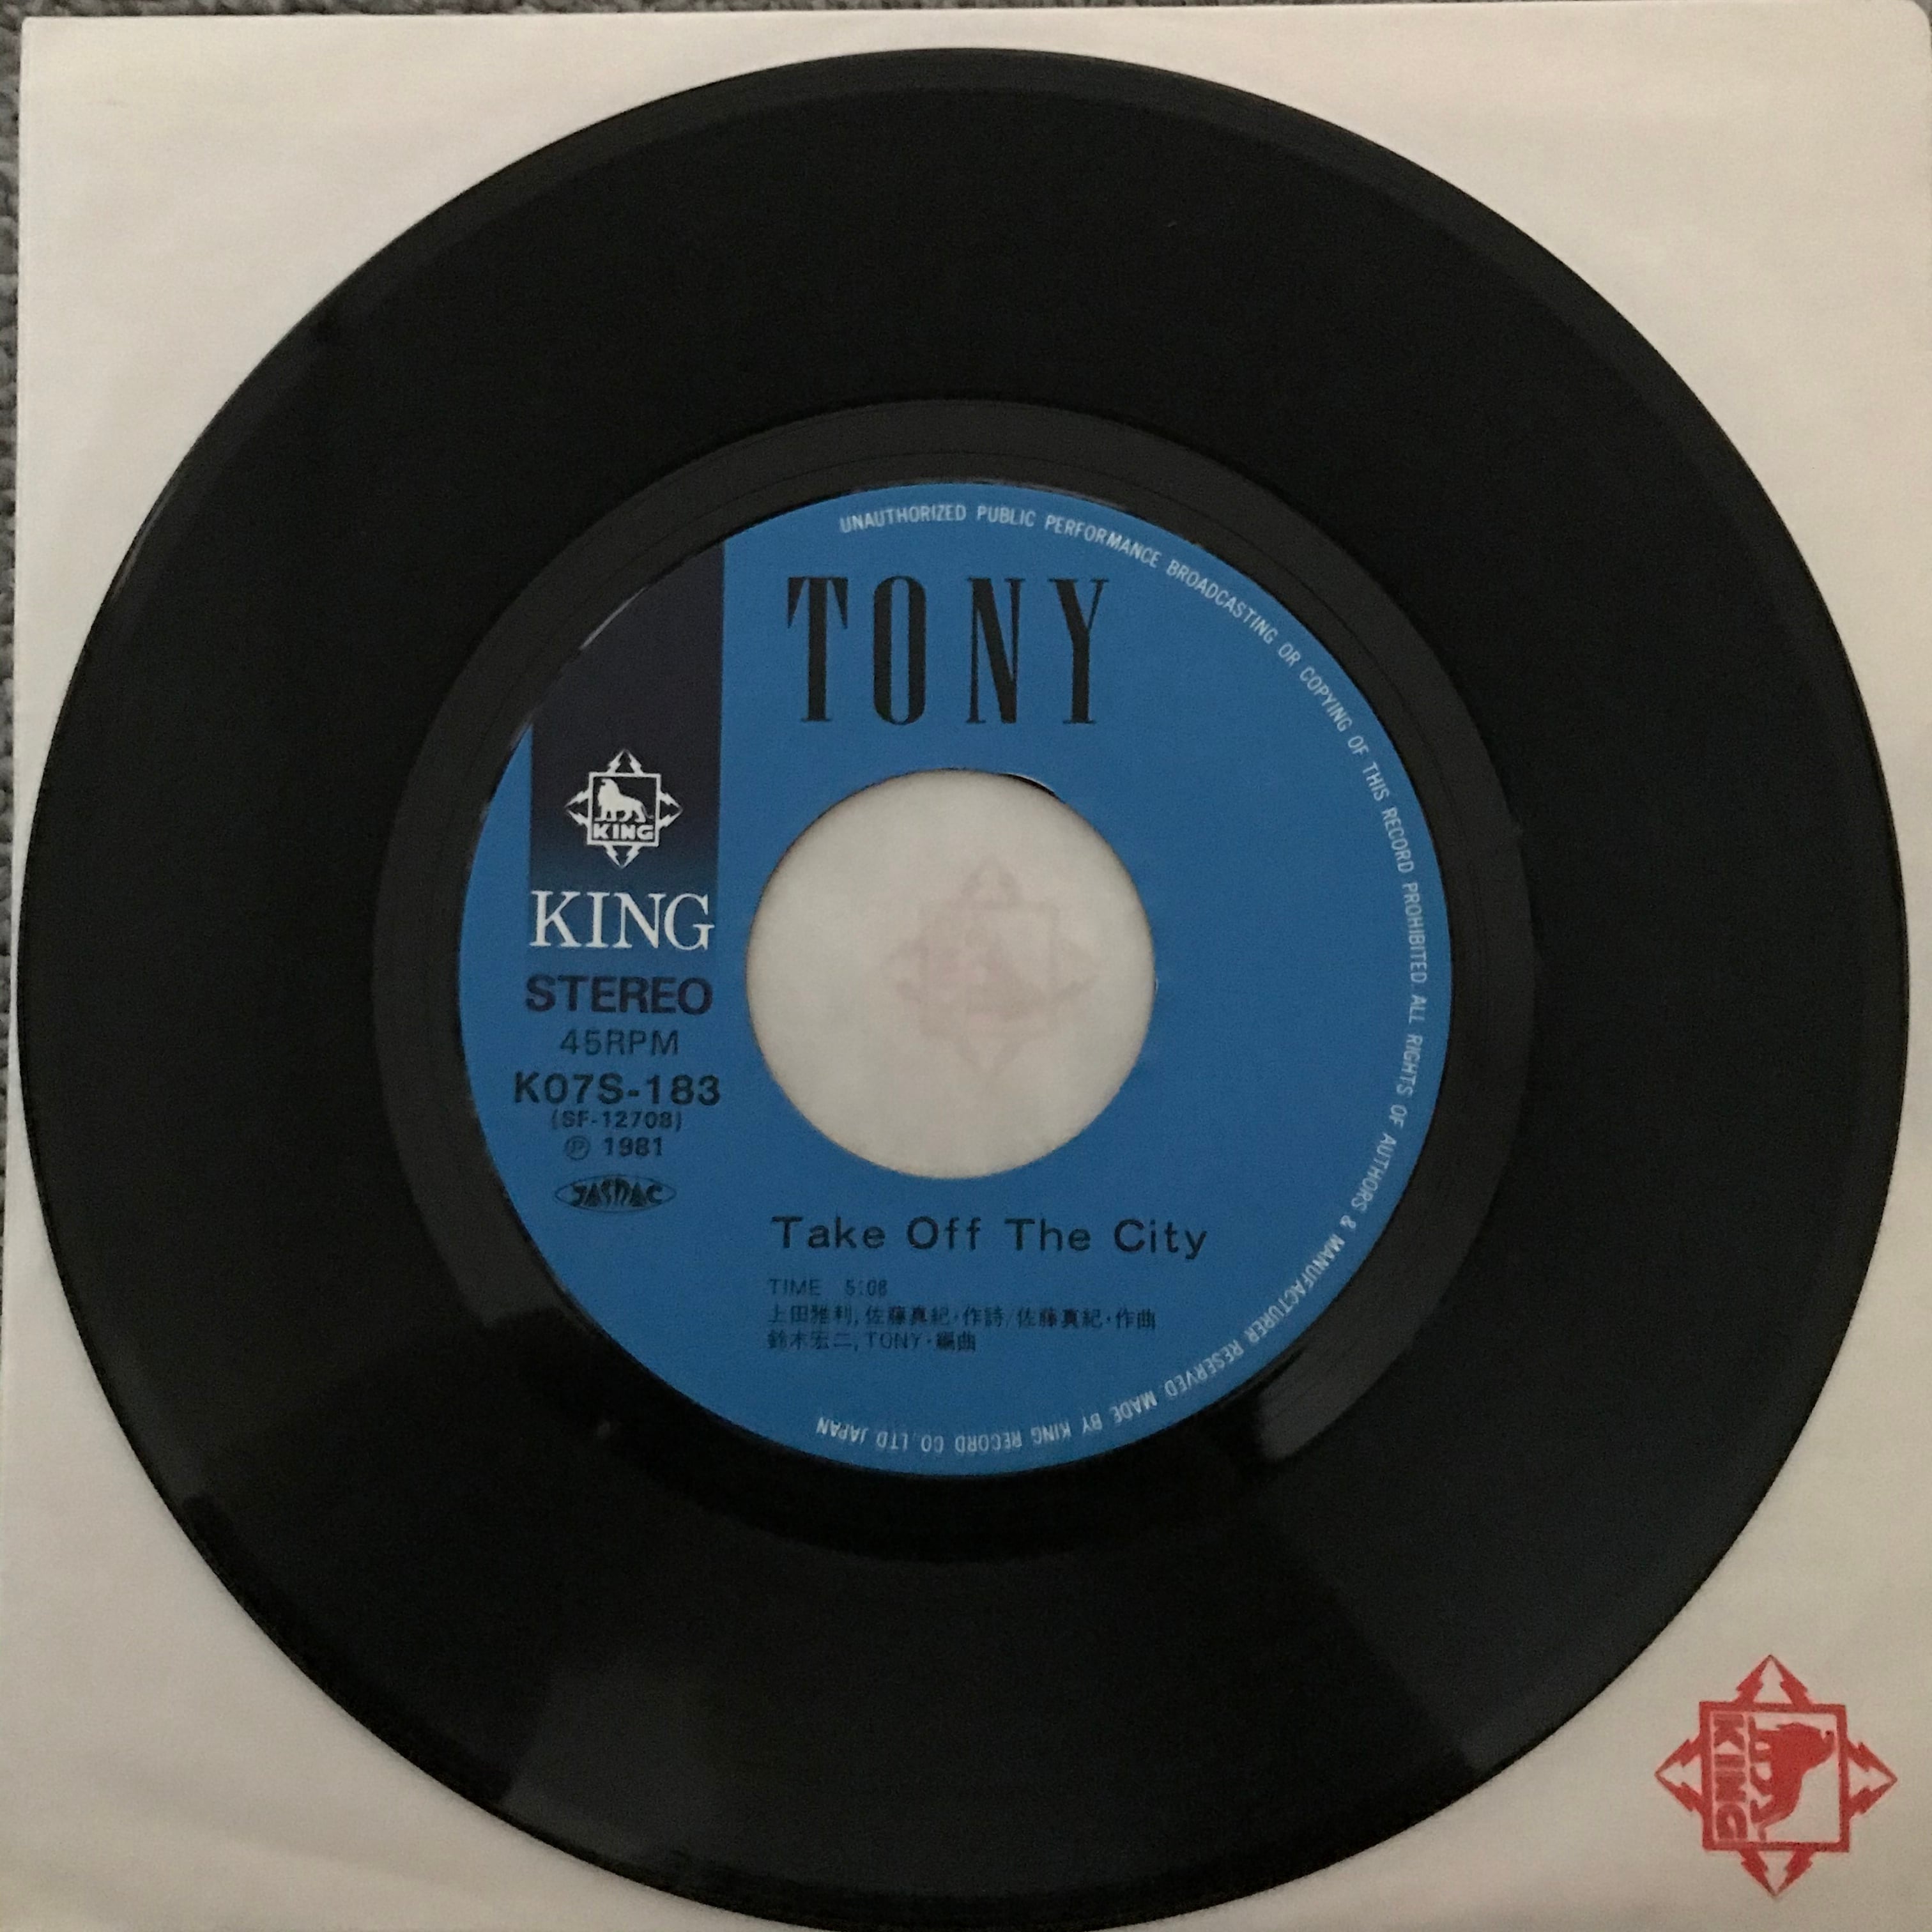 UNAUTHORIZED PUBLIC PERFORMANCE BROADCASTING OR COPYING OF THIS RECORD PROHIBITED. ALL RIGHTS OF AUTHORS & MANUFACTURER RESERVED. MADE BY KING RECORD CO., LTD JAPAN
TONY
KING
KING
STEREO
45RPM
K07S-183
(SF-12708)
Ⓟ 1981
JASRAC
Take Off The City
TIME 5:08
上田雅利, 佐藤真紀・作詩/佐藤真紀・作曲
鈴木宏二, TONY・編曲
KING